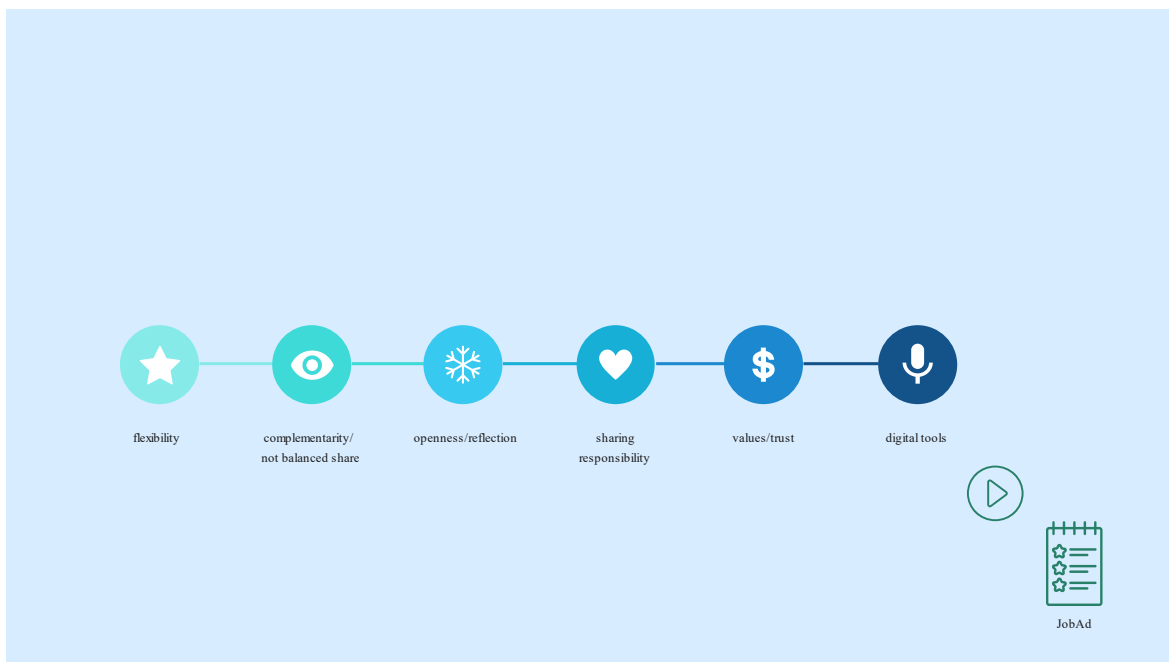 flexibility
complementarity/
not balanced share
openness/reflection
sharing
responsibility
values/trust
digital tools
JobAd